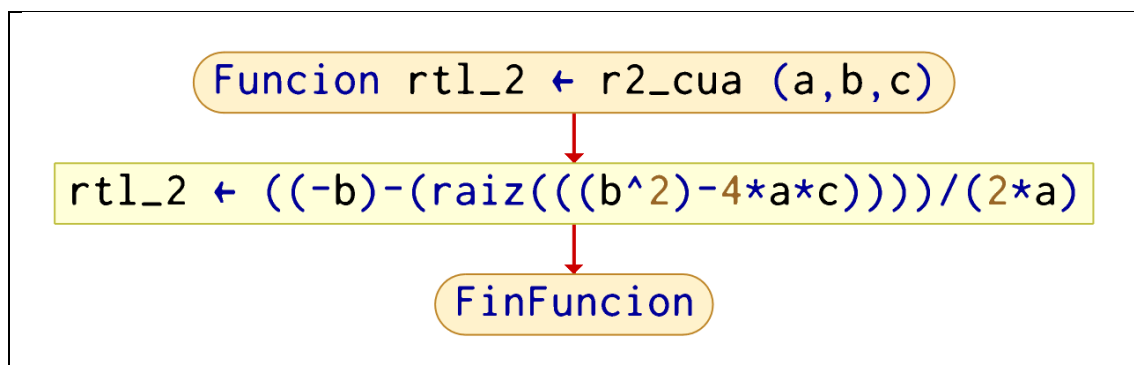 Funcion rtl_2 ← r2_cua (a,b,c)
rtl_2 ← ((-b)-(raiz(((b^2)-4*a*c))))/(2*a)
FinFuncion